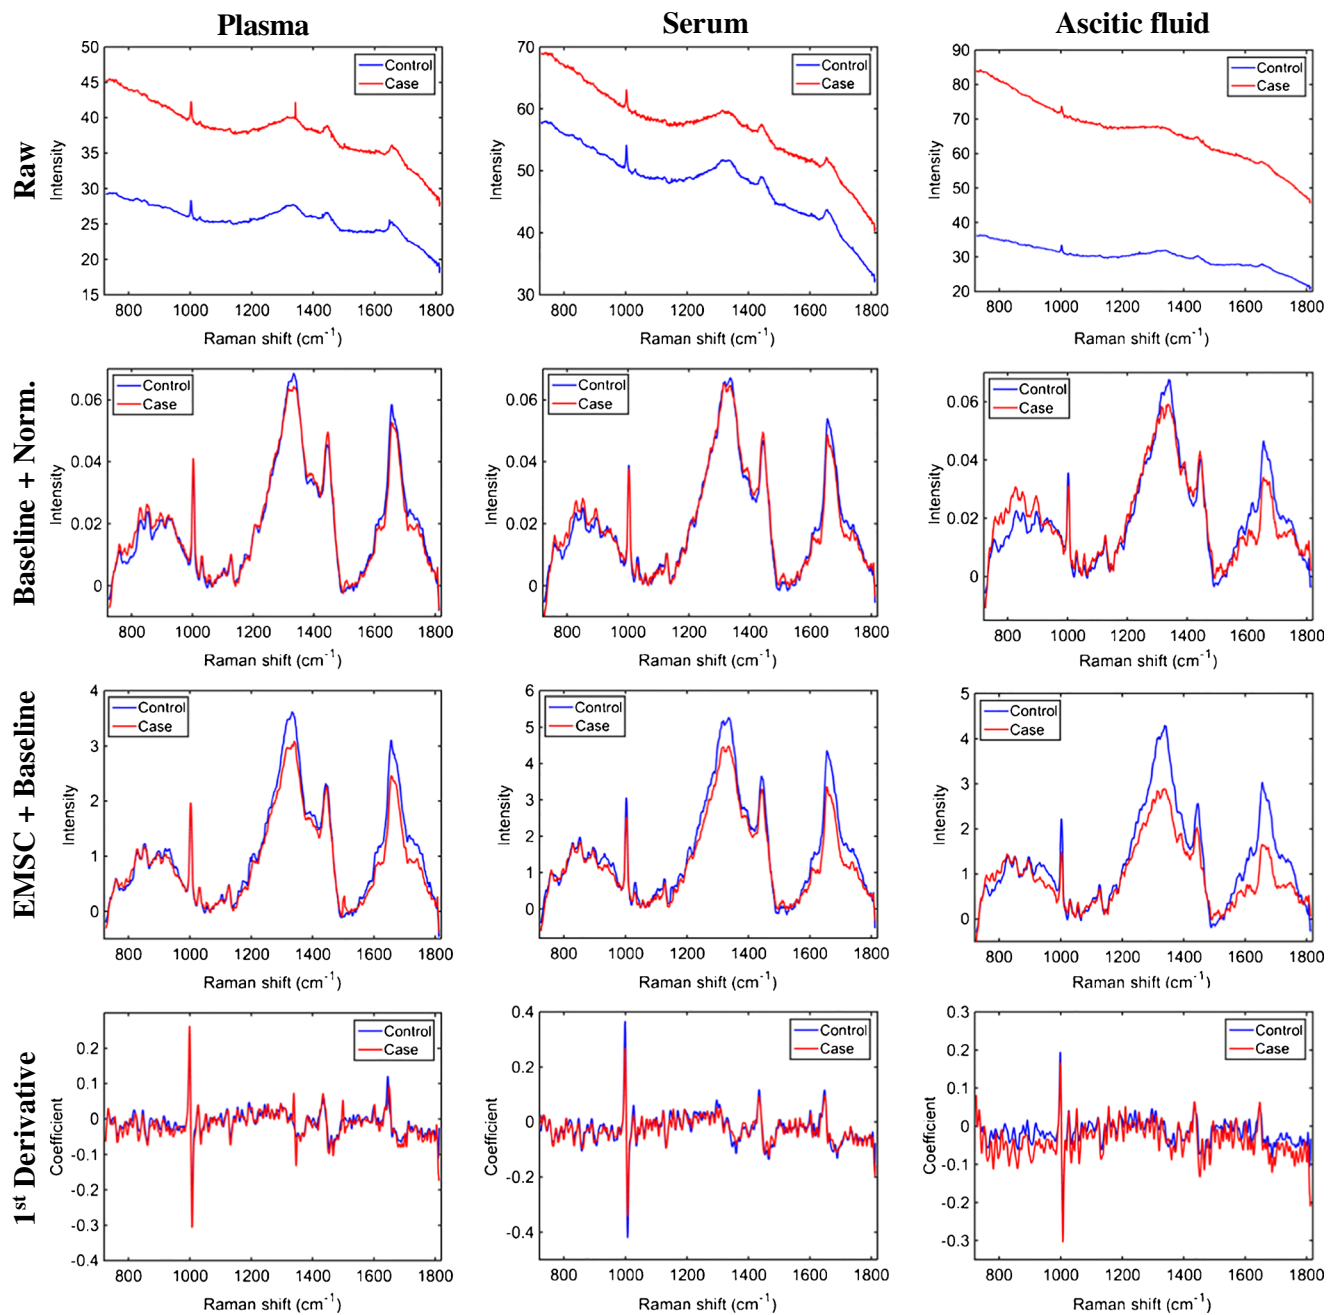 Plasma Serum Ascitic fluid
Raw
50
45
40
35
30
25
20
15
Intensity
Control
Case
800 1000 1200 1400 1600 1800
Raman shift (cm-1)
70
60
50
40
30
Intensity
Control
Case
800 1000 1200 1400 1600 1800
Raman shift (cm-1)
90
80
70
60
50
40
30
20
Intensity
Control
Case
800 1000 1200 1400 1600 1800
Raman shift (cm-1)
Baseline + Norm.
0.06
0.04
0.02
0
Intensity
Control
Case
800 1000 1200 1400 1600 1800
Raman shift (cm-1)
0.06
0.04
0.02
0
Intensity
Control
Case
800 1000 1200 1400 1600 1800
Raman shift (cm-1)
0.06
0.04
0.02
0
Intensity
Control
Case
800 1000 1200 1400 1600 1800
Raman shift (cm-1)
EMSC + Baseline
4
3
2
1
0
Intensity
Control
Case
800 1000 1200 1400 1600 1800
Raman shift (cm-1)
6
5
4
3
2
1
0
Intensity
Control
Case
800 1000 1200 1400 1600 1800
Raman shift (cm-1)
5
4
3
2
1
0
Intensity
Control
Case
800 1000 1200 1400 1600 1800
Raman shift (cm-1)
1st Derivative
0.2
0.1
0
-0.1
-0.2
-0.3
-0.4
Coefficient
Control
Case
800 1000 1200 1400 1600 1800
Raman shift (cm-1)
0.4
0.2
0
-0.2
-0.4
Coefficient
Control
Case
800 1000 1200 1400 1600 1800
Raman shift (cm-1)
0.3
0.2
0.1
0
-0.1
-0.2
-0.3
Coefficient
Control
Case
800 1000 1200 1400 1600 1800
Raman shift (cm-1)